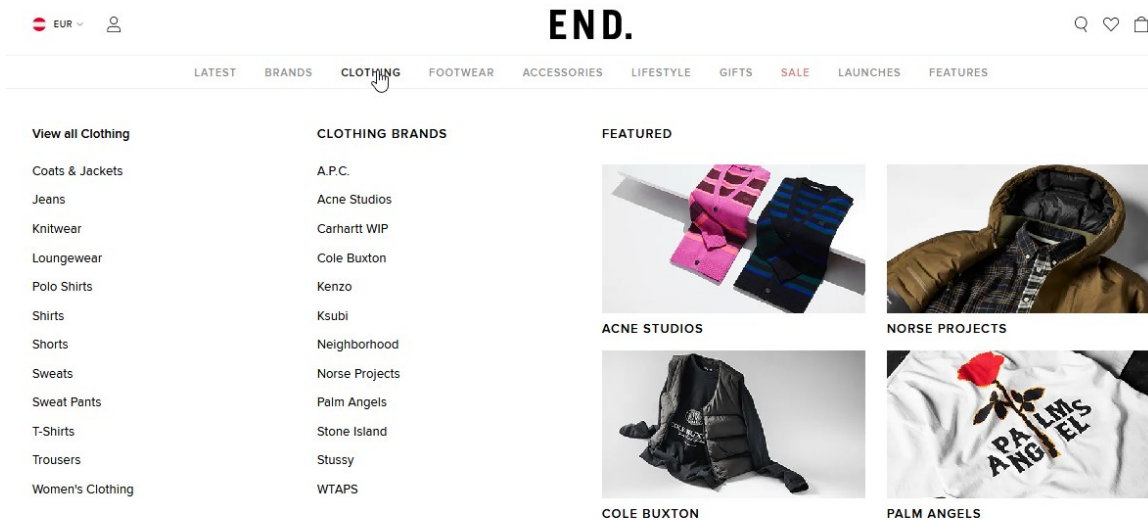 EUR
END.
LATEST BRANDS CLOTHING FOOTWEAR ACCESSORIES LIFESTYLE GIFTS SALE LAUNCHES FEATURES
View all Clothing
Coats & Jackets
Jeans
Knitwear
Loungewear
Polo Shirts
Shirts
Shorts
Sweats
Sweat Pants
T-Shirts
Trousers
Women's Clothing
CLOTHING BRANDS
A.P.C.
Acne Studios
Carhartt WIP
Cole Buxton
Kenzo
Ksubi
Neighborhood
Norse Projects
Palm Angels
Stone Island
Stussy
WTAPS
FEATURED
ACNE STUDIOS
NORSE PROJECTS
COLE BUXTON
PALMS
ANGEL
PALM ANGELS